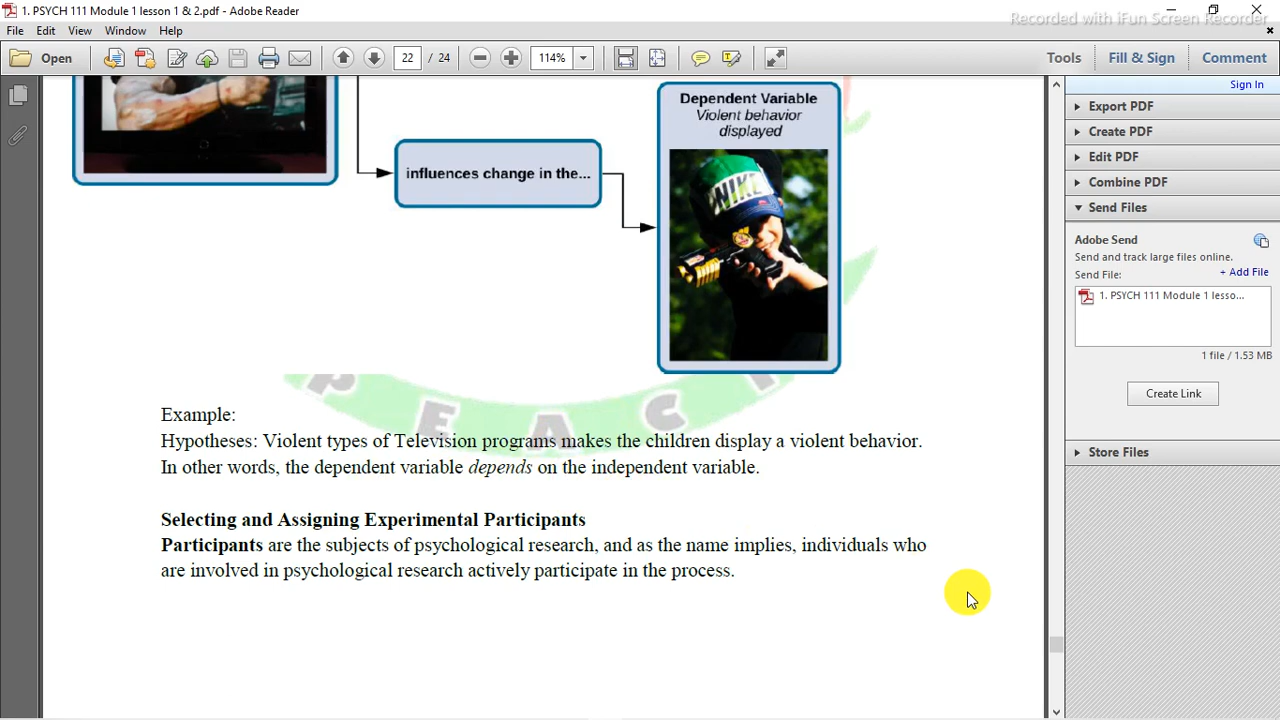 1. PSYCH 111 Module 1 lesson 1 & 2.pdf - Adobe Reader
Recorded with iFun Screen Recorder
File Edit View Window Help
Open 22 / 24 114% Tools Fill & Sign Comment
Sign In
Export PDF
Create PDF
Edit PDF
Combine PDF
Send Files
Adobe Send
Send and track large files online.
Send File: + Add File
1. PSYCH 111 Module 1 lesso...
1 file / 1.53 MB
Create Link
Store Files
Dependent Variable
Violent behavior
displayed
influences change in the...
NIKE
P E A C
Example:
Hypotheses: Violent types of Television programs makes the children display a violent behavior.
In other words, the dependent variable depends on the independent variable.
Selecting and Assigning Experimental Participants
Participants are the subjects of psychological research, and as the name implies, individuals who
are involved in psychological research actively participate in the process.